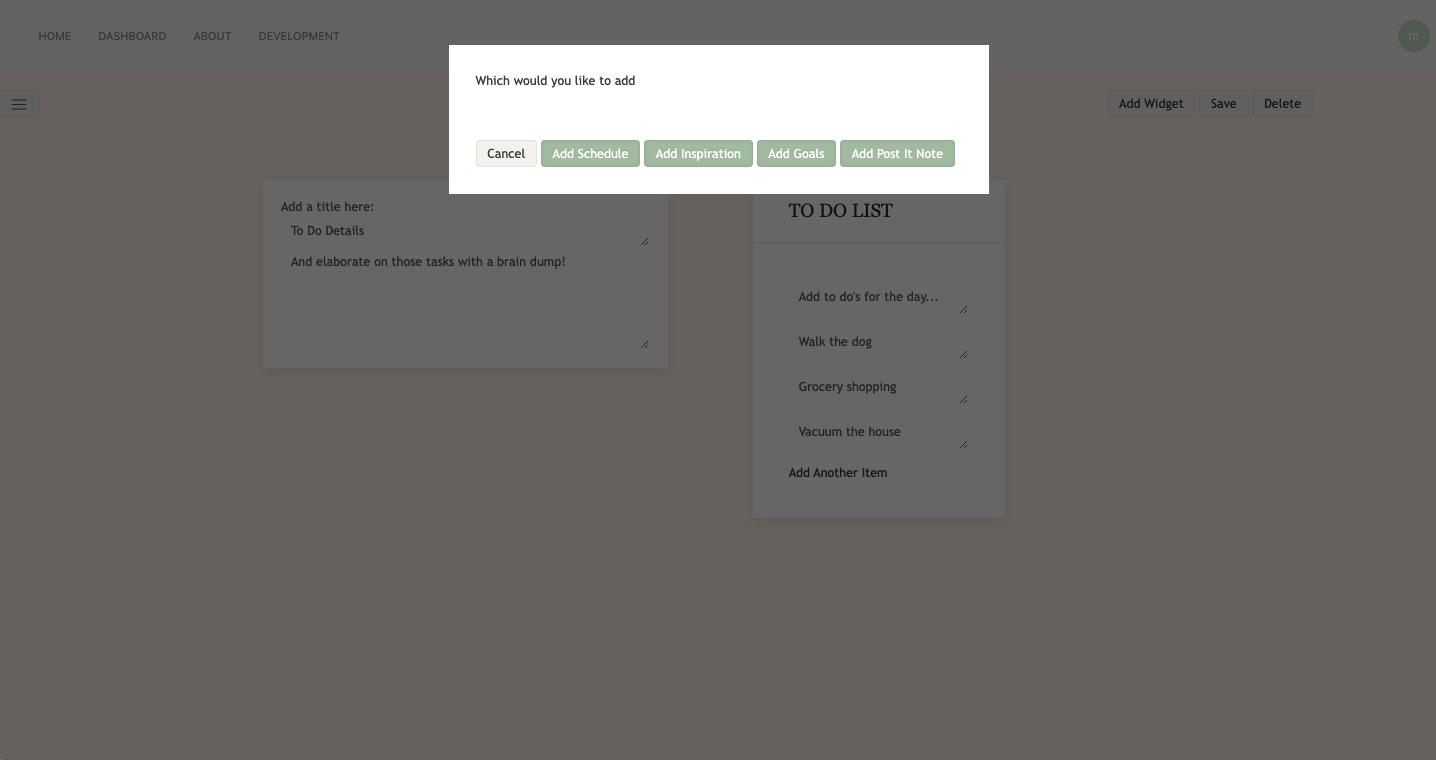 HOME DASHBOARD ABOUT DEVELOPMENT
m
Which would you like to add
Cancel Add Schedule Add Inspiration Add Goals Add Post It Note
Add Widget Save Delete
Add a title here:
To Do Details
And elaborate on those tasks with a brain dump!
TO DO LIST
Add to do's for the day...
Walk the dog
Grocery shopping
Vacuum the house
Add Another Item